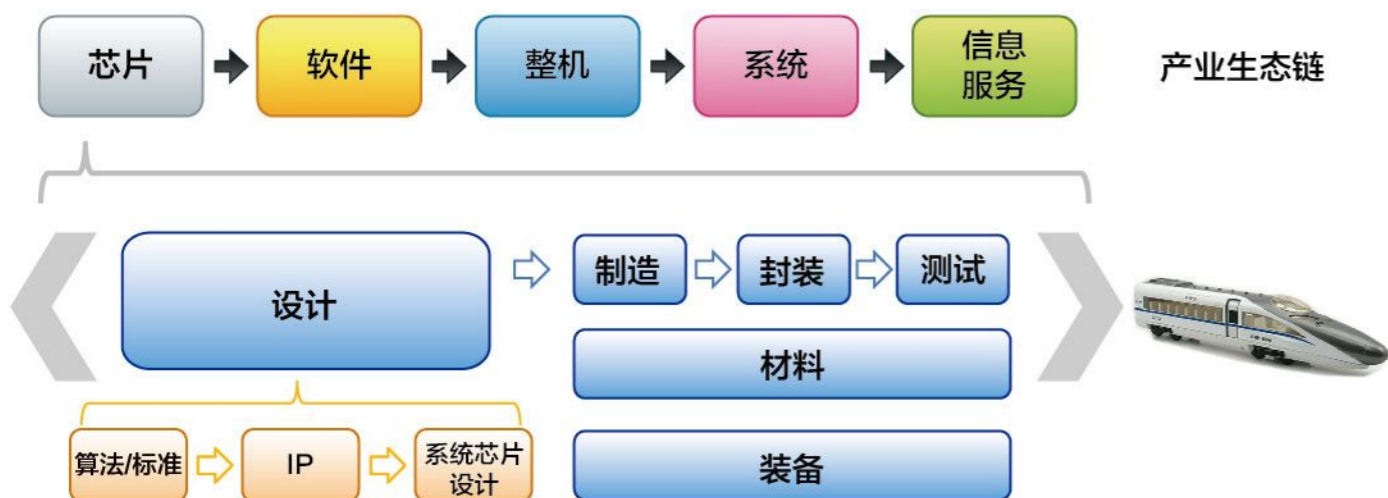 芯片
软件
整机
系统
信息
服务
产业生态链
设计
制造
封装
测试
材料
装备
算法/标准
IP
系统芯片
设计